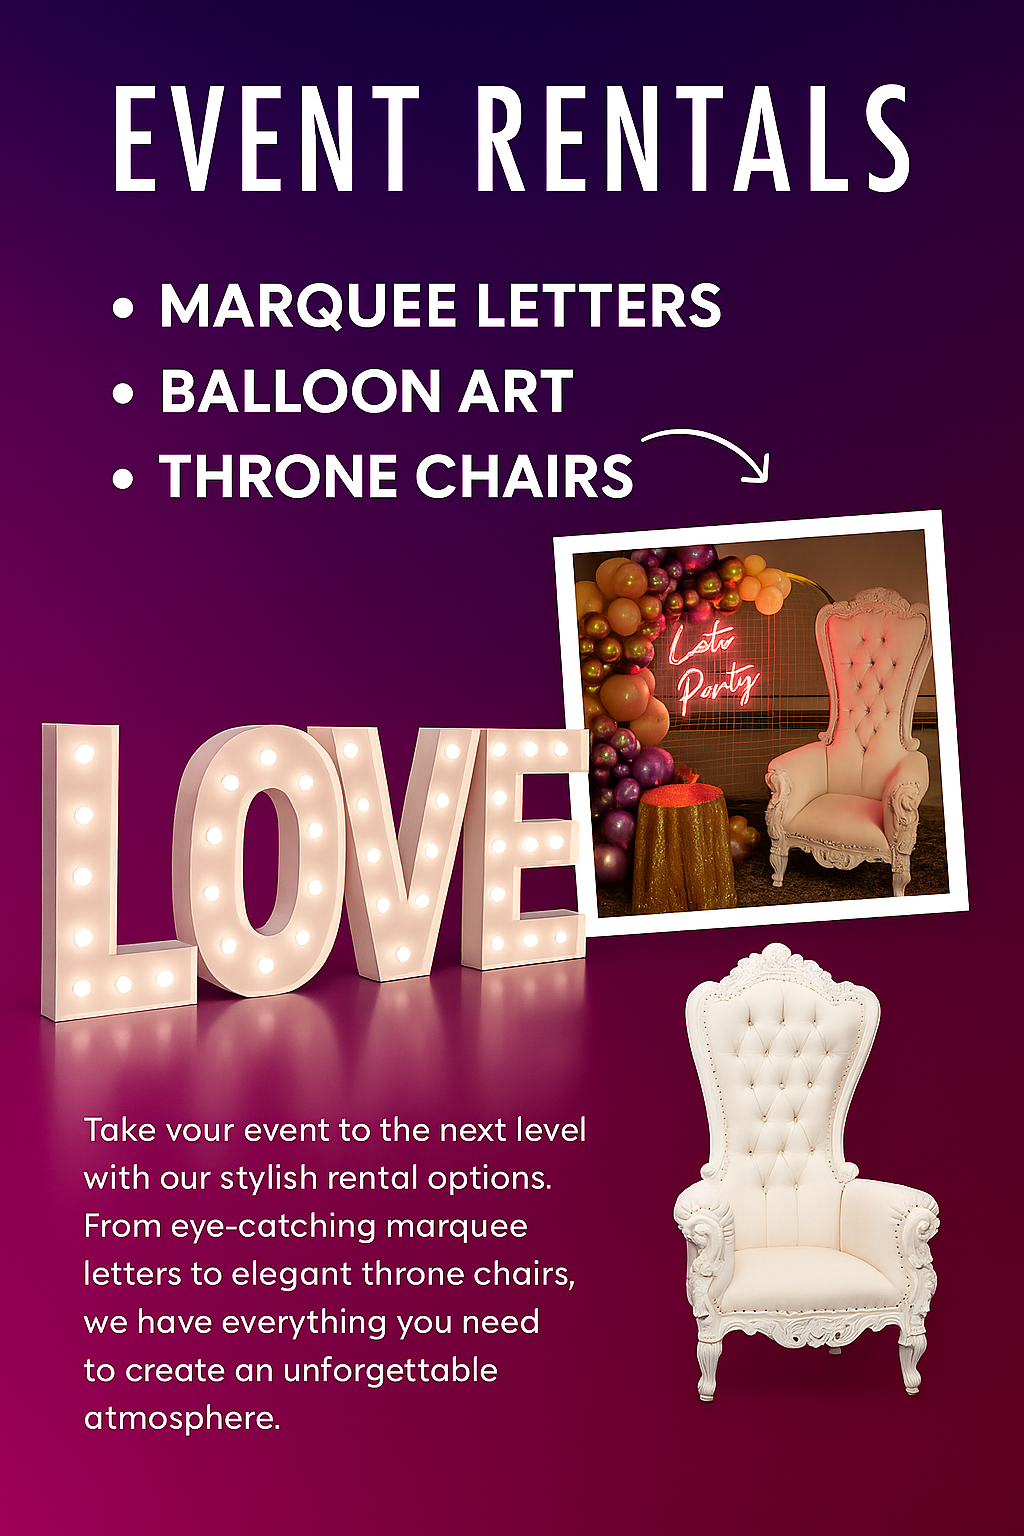 EVENT RENTALS
• MARQUEE LETTERS
• BALLOON ART
• THRONE CHAIRS
Let's
Party
LOVE
Take your event to the next level
with our stylish rental options.
From eye-catching marquee
letters to elegant throne chairs,
we have everything you need
to create an unforgettable
atmosphere.